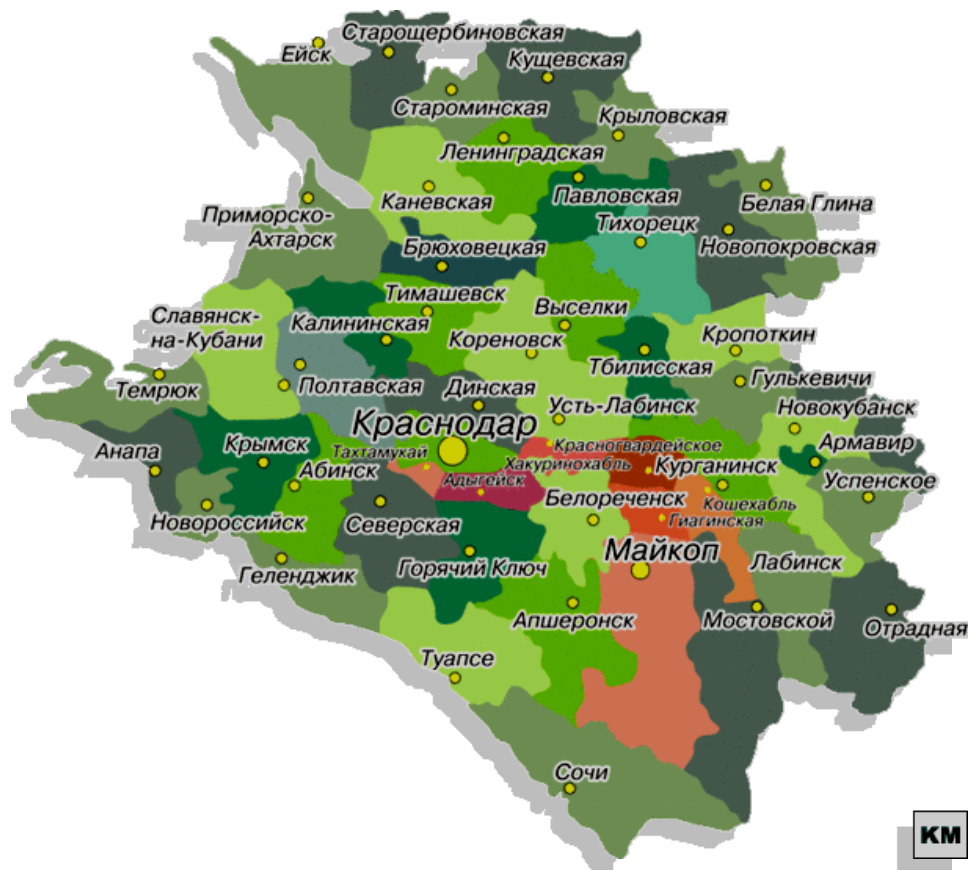 Старощербиновская
Ейск
Кущевская
Староминская
Крыловская
Ленинградская
Каневская
Павловская
Белая Глина
Приморско-
Ахтарск
Тихорецк
Новопокровская
Брюховецкая
Тимашевск
Выселки
Славянск-
на-Кубани
Калининская
Кореновск
Кропоткин
Тбилисская
Темрюк
Полтавская
Динская
Гулькевичи
Усть-Лабинск
Новокубанск
Краснодар
Анапа
Крымск
Тахтамукай
Красногвардейское
Армавир
Абинск
Хакуринохабль
Курганинск
Адыгейск
Успенское
Новороссийск
Северская
Белореченск
Кошехабль
Гиагинская
Геленджик
Горячий Ключ
Майкоп
Лабинск
Апшеронск
Мостовской
Отрадная
Туапсе
Сочи
КМ